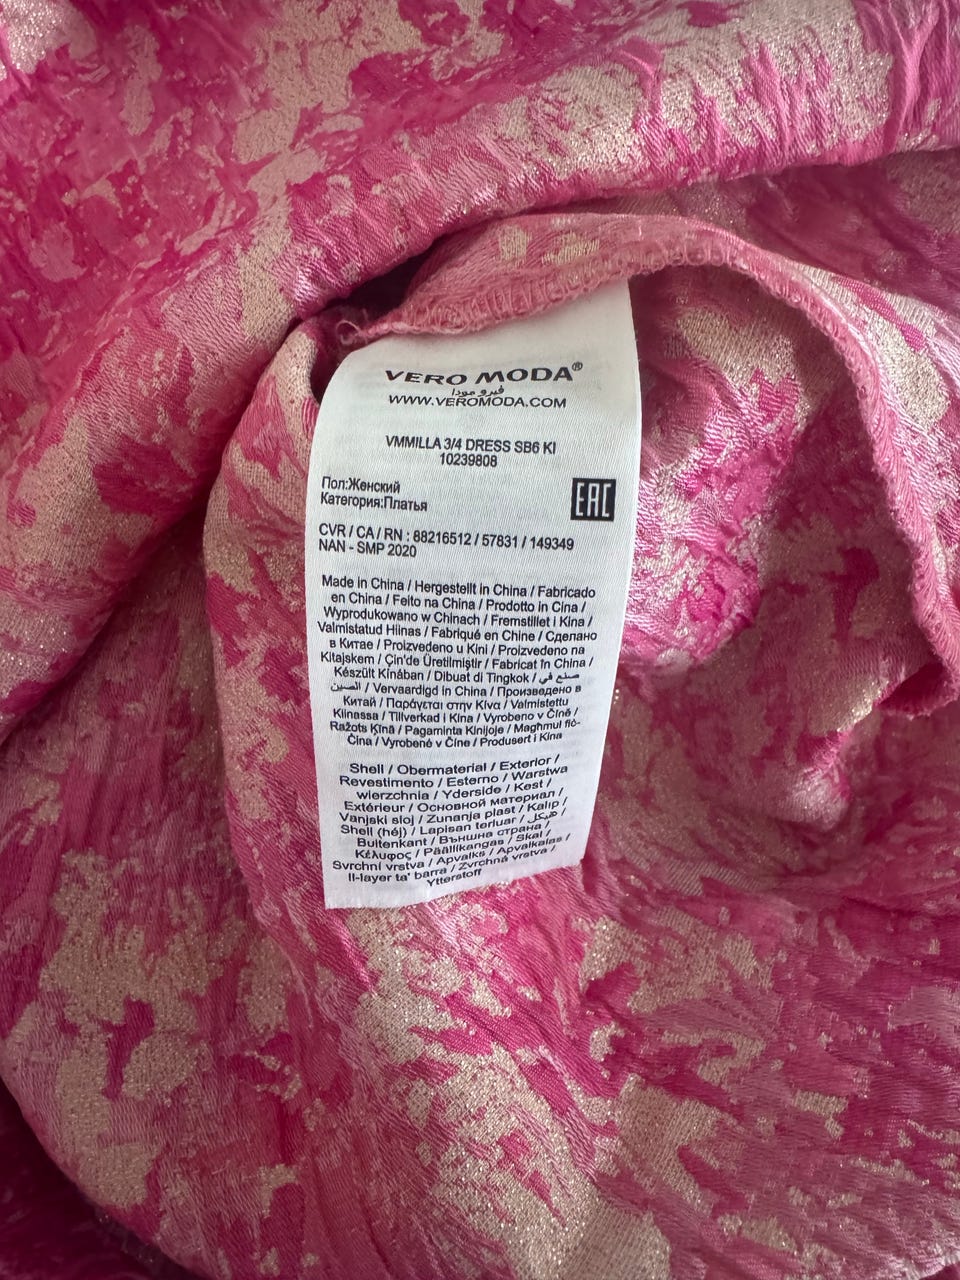 VERO MODA®
فيرو مودا
WWW.VEROMODA.COM
VMMILLA 3/4 DRESS SB6 KI
10239808
Пол:Женский
Категория:Платья
EAC
CVR / CA / RN : 88216512 / 57831 / 149349
NAN - SMP 2020
Made in China / Hergestellt in China / Fabricado
en China / Feito na China / Prodotto in Cina /
Wyprodukowano w Chinach / Fremstillet i Kina /
Valmistatud Hiinas / Fabriqué en Chine / Сделано
в Китае / Proizvedeno u Kini / Proizvedeno na
Kitajskem / Çin'de Üretilmiştir / Fabricat în China /
Készült Kínában / Dibuat di Tingkok / صنع في
الصين / Vervaardigd in China / Произведено в
Китай / Παράγεται στην Κίνα / Valmistettu
Kiinassa / Tillverkad i Kina / Vyrobeno v Číně /
Ražots Ķīnā / Pagaminta Kinijoje / Magħmul fiċ-
Ċina / Vyrobené v Číne / Produsert i Kina
Shell / Obermaterial / Exterior /
Revestimento / Esterno / Warstwa
wierzchnia / Yderside / Kest /
Extérieur / Основной материал /
Vanjski sloj / Zunanja plast / Kalıp /
Shell (héj) / Lapisan terluar / هيكل /
Buitenkant / Външна страна /
Κέλυφος / Päällikangas / Skal /
Svrchní vrstva / Apvalks / Apvalkalas /
Il-layer ta' barra / Zvrchná vrstva /
Ytterstoff